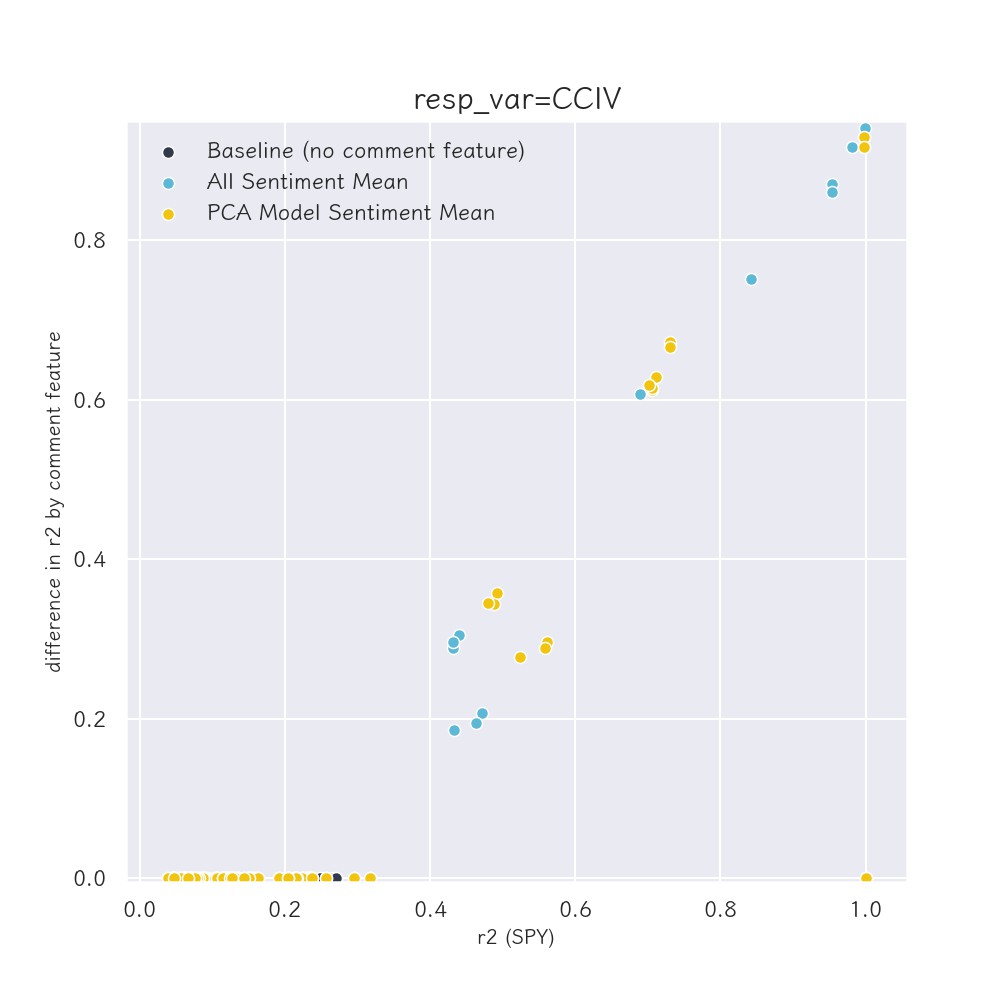 resp_var=CCIV
Baseline (no comment feature)
All Sentiment Mean
PCA Model Sentiment Mean
difference in r2 by comment feature
0.8
0.6
0.4
0.2
0.0
0.0 0.2 0.4 0.6 0.8 1.0
r2 (SPY)